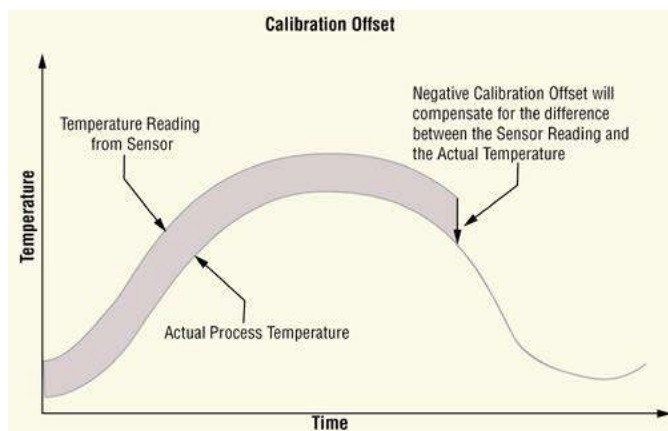 Calibration Offset
Negative Calibration Offset will
compensate for the difference
between the Sensor Reading and
the Actual Temperature
Temperature Reading
from Sensor
Temperature
Actual Process Temperature
Time